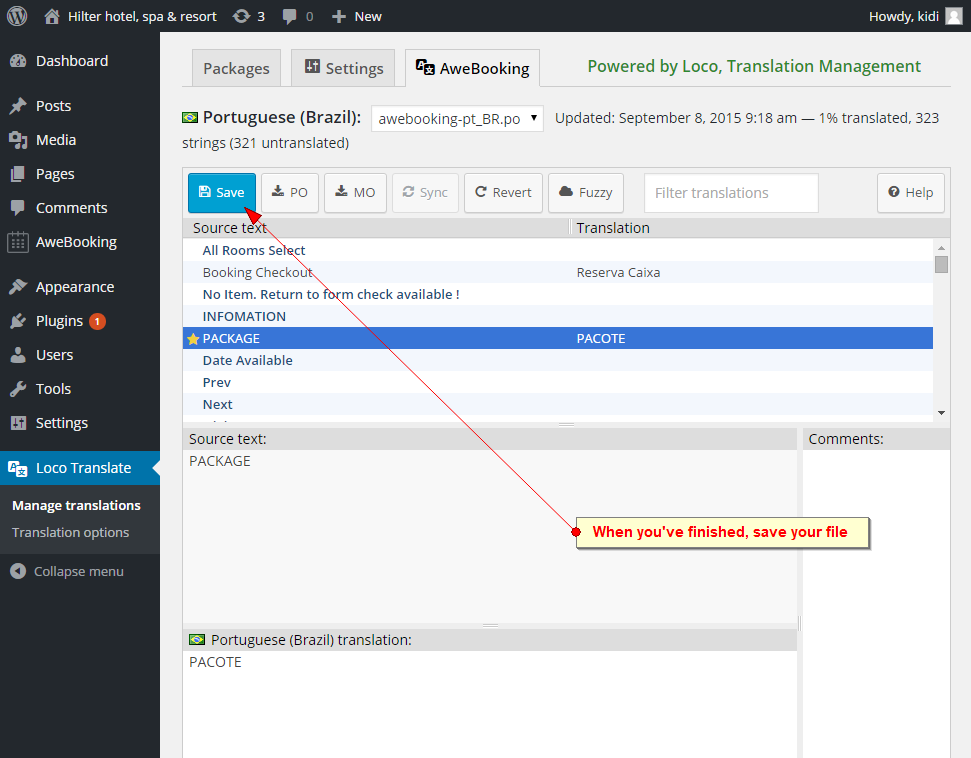 Hilter hotel, spa & resort 3 0 New Howdy, kidi
Dashboard
Posts
Media
Pages
Comments
AweBooking
Appearance
Plugins 1
Users
Tools
Settings
Loco Translate
Manage translations
Translation options
Collapse menu
Packages Settings AweBooking Powered by Loco, Translation Management
Portuguese (Brazil): awebooking-pt_BR.po Updated: September 8, 2015 9:18 am — 1% translated, 323
strings (321 untranslated)
Save PO MO Sync Revert Fuzzy Filter translations Help
Source text Translation
All Rooms Select
Booking Checkout Reserva Caixa
No Item. Return to form check available !
INFOMATION
PACKAGE PACOTE
Date Available
Prev
Next
Source text: Comments:
PACKAGE
When you've finished, save your file
Portuguese (Brazil) translation:
PACOTE